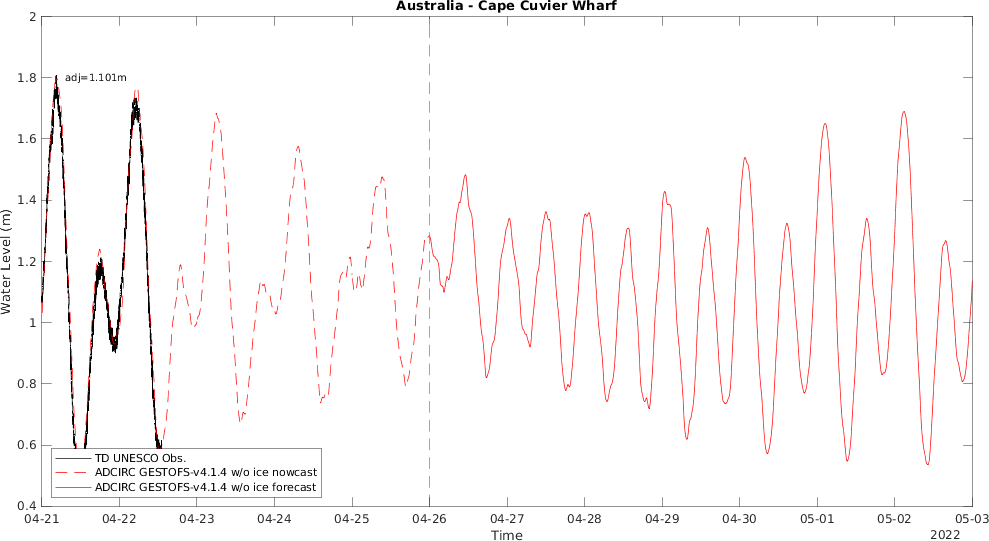 Australia - Cape Cuvier Wharf
2
1.8
1.6
1.4
1.2
1
0.8
0.6
0.4
Water Level (m)
adj=1.101m
TD UNESCO Obs.
ADCIRC GESTOFS-v4.1.4 w/o ice nowcast
ADCIRC GESTOFS-v4.1.4 w/o ice forecast
04-21 04-22 04-23 04-24 04-25 04-26 04-27 04-28 04-29 04-30 05-01 05-02 05-03
Time
2022